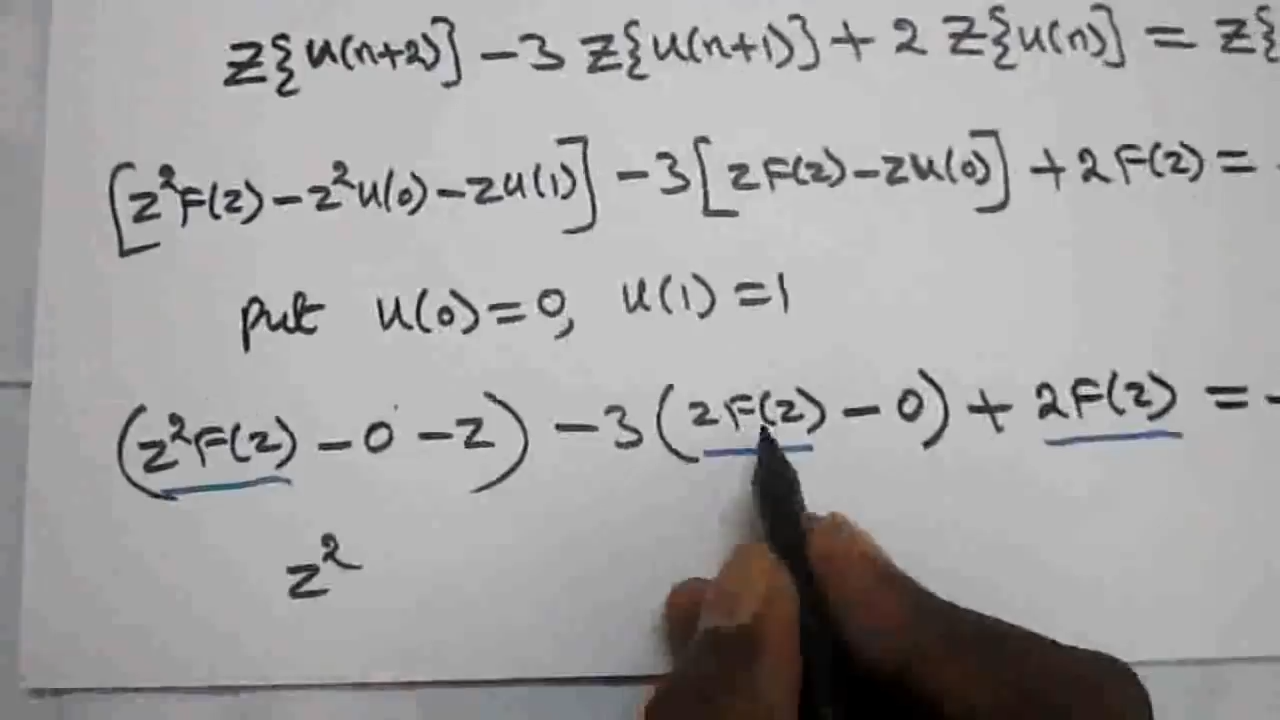 Z{u(n+2)} - 3 Z{u(n+1)} + 2 Z{u(n)} = Z{
[z²F(z) - z²u(0) - zu(1)] - 3[zF(z) - zu(0)] + 2F(z) =
put u(0) = 0, u(1) = 1
(z²F(z) - 0 - z) - 3(zF(z) - 0) + 2F(z) =
z²